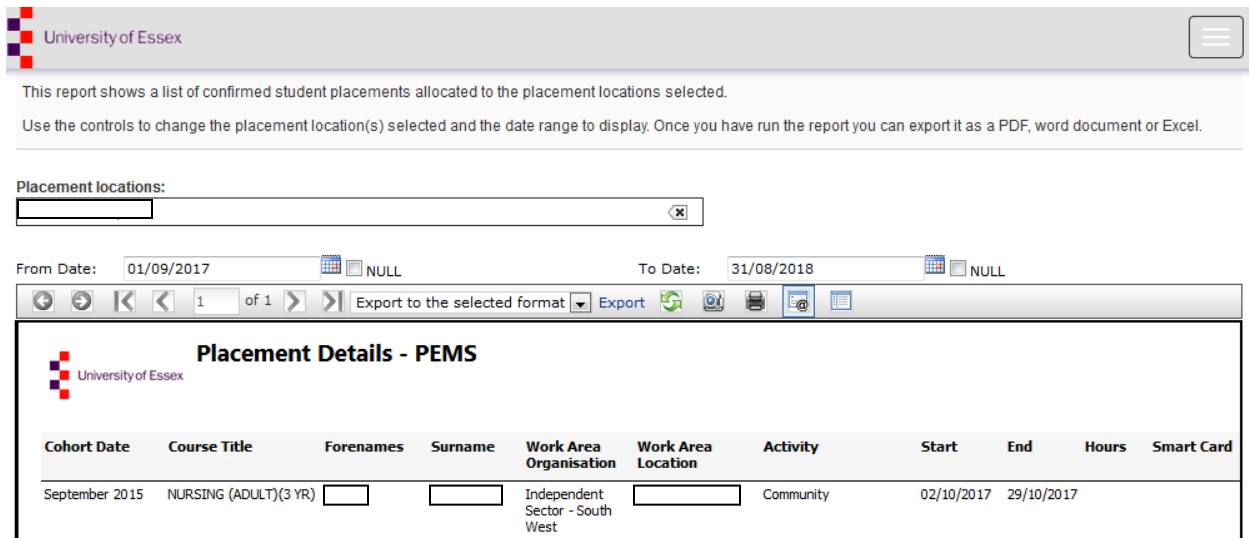 University of Essex
This report shows a list of confirmed student placements allocated to the placement locations selected.
Use the controls to change the placement location(s) selected and the date range to display. Once you have run the report you can export it as a PDF, word document or Excel.
Placement locations:
From Date: 01/09/2017 NULL To Date: 31/08/2018 NULL
1 of 1 Export to the selected format Export
Placement Details - PEMS
University of Essex
Cohort Date Course Title Forenames Surname Work Area Work Area Activity Start End Hours Smart Card
Organisation Location
September 2015 NURSING (ADULT)(3 YR) Independent Community 02/10/2017 29/10/2017
Sector - South
West